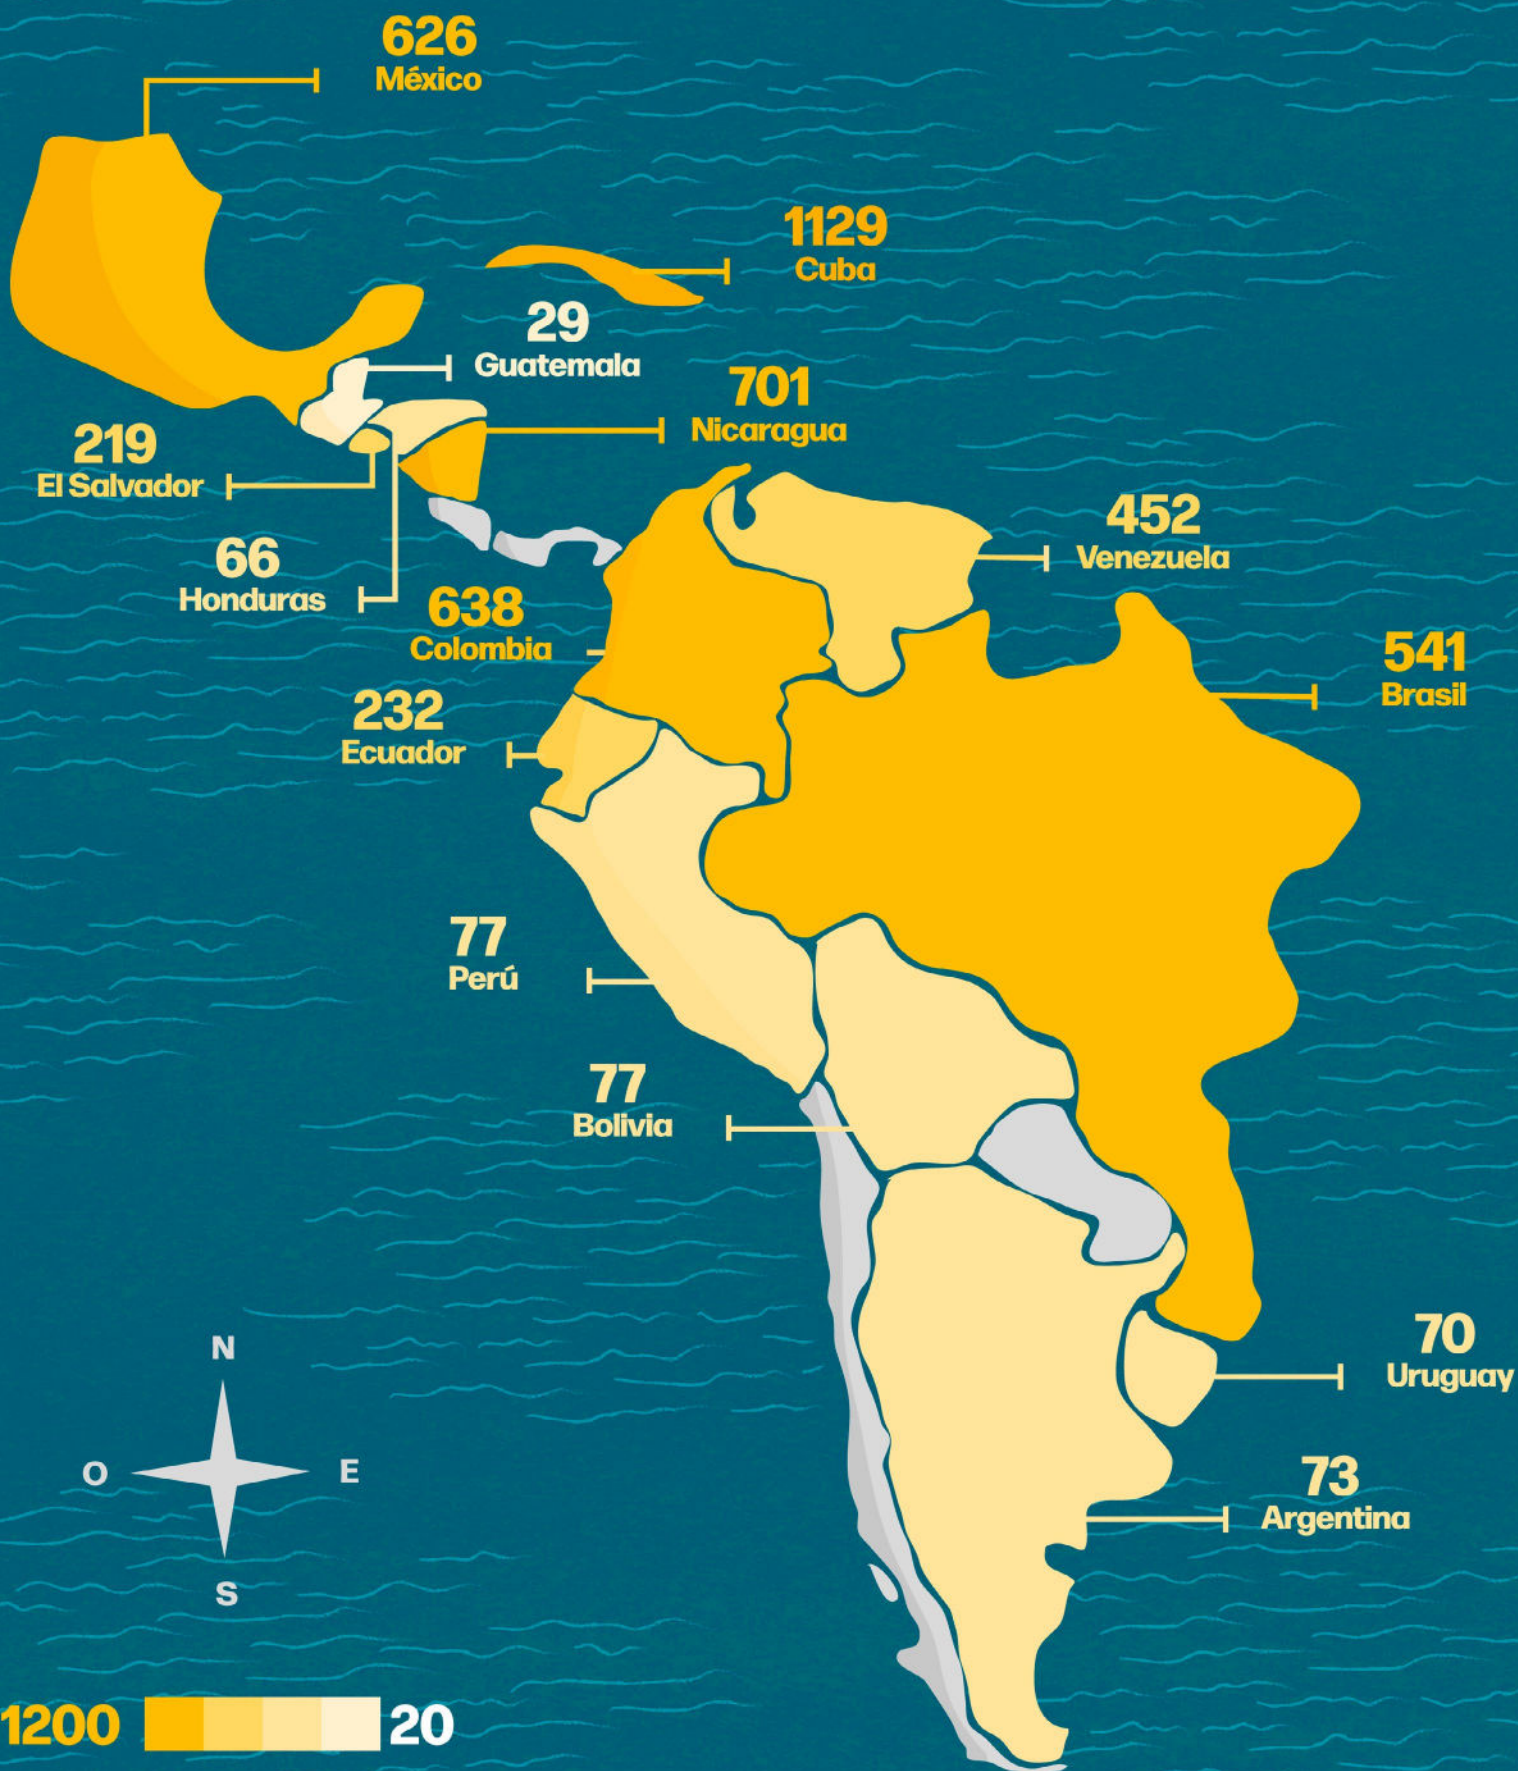 626
México
1129
Cuba
29
Guatemala
701
Nicaragua
219
El Salvador
452
Venezuela
66
Honduras
638
Colombia
541
Brasil
232
Ecuador
77
Perú
77
Bolivia
70
Uruguay
N
O
E
S
73
Argentina
1200
20